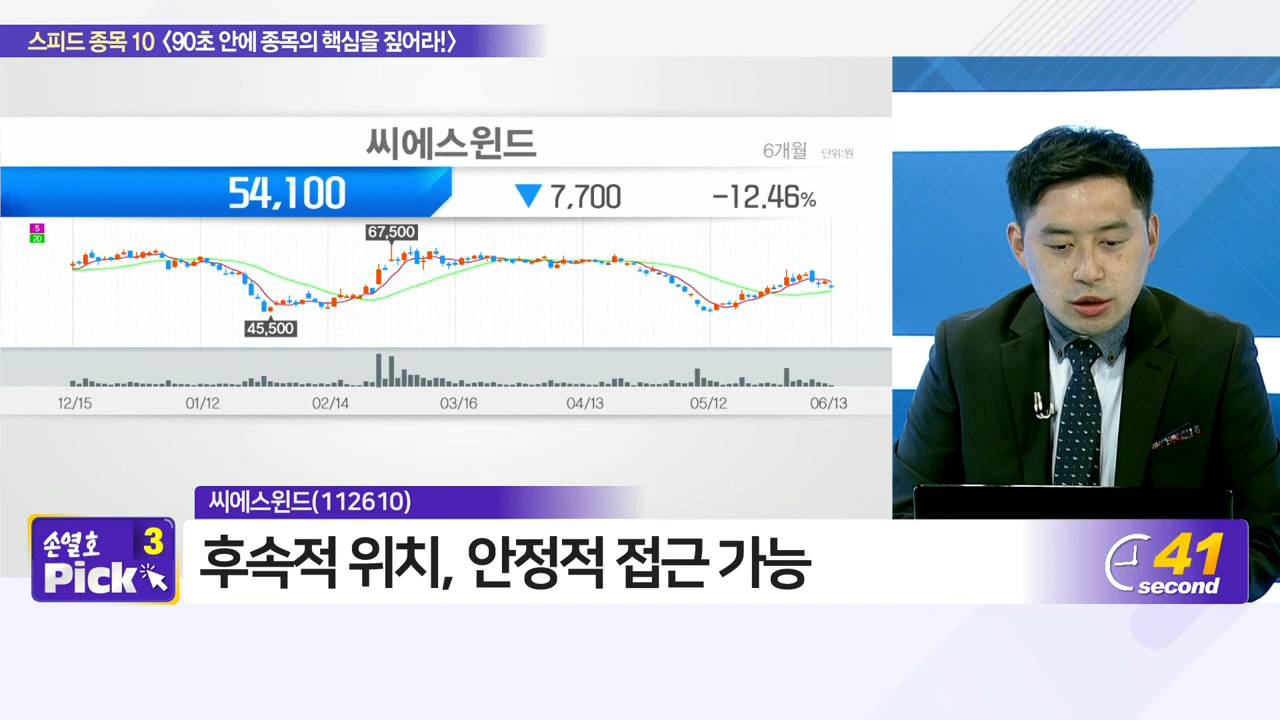 스피드 종목 10 <90초 안에 종목의 핵심을 짚어라!>
씨에스윈드
6개월 단위:원
54,100 ▼ 7,700 -12.46%
5
20
67,500
45,500
12/15 01/12 02/14 03/16 04/13 05/12 06/13
씨에스윈드(112610)
손열호 3
Pick
후속적 위치, 안정적 접근 가능
41
second